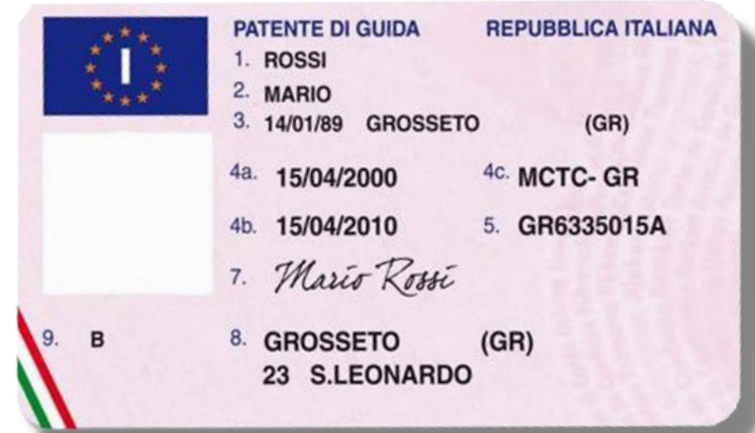 I
PATENTE DI GUIDA REPUBBLICA ITALIANA
1. ROSSI
2. MARIO
3. 14/01/89 GROSSETO (GR)
4a. 15/04/2000 4c. MCTC- GR
4b. 15/04/2010 5. GR6335015A
7. Mario Rossi
9. B 8. GROSSETO (GR)
23 S.LEONARDO